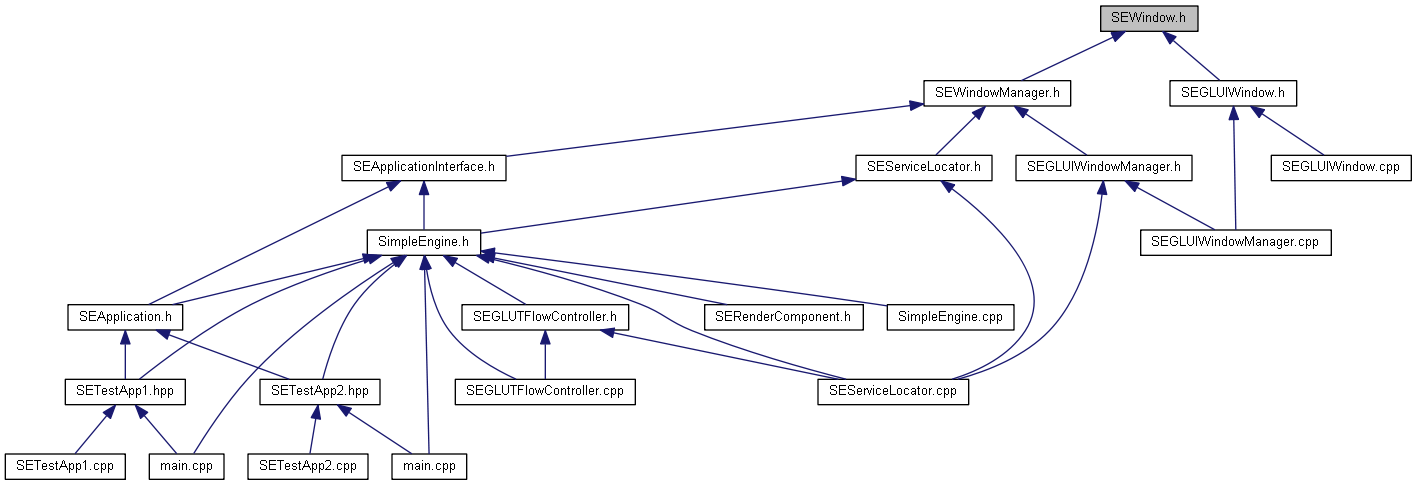 SEWindow.h
SEWindowManager.h
SEGLUIWindow.h
SEApplicationInterface.h
SEServiceLocator.h
SEGLUIWindowManager.h
SEGLUIWindow.cpp
SimpleEngine.h
SEGLUIWindowManager.cpp
SEApplication.h
SEGLUTFlowController.h
SERenderComponent.h
SimpleEngine.cpp
SETestApp1.hpp
SETestApp2.hpp
SEGLUTFlowController.cpp
SEServiceLocator.cpp
SETestApp1.cpp
main.cpp
SETestApp2.cpp
main.cpp